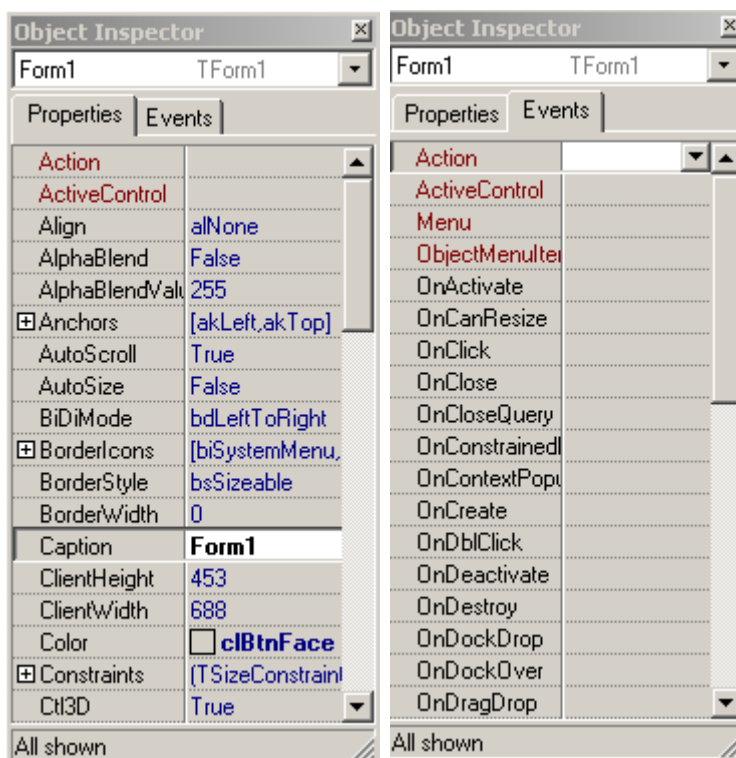 Object Inspector
Form1 TForm1
Properties Events
Action
ActiveControl
Align alNone
AlphaBlend False
AlphaBlendValu 255
Anchors [akLeft,akTop]
AutoScroll True
AutoSize False
BiDiMode bdLeftToRight
BorderIcons [biSystemMenu,
BorderStyle bsSizeable
BorderWidth 0
Caption Form1
ClientHeight 453
ClientWidth 688
Color clBtnFace
Constraints (TSizeConstraint
Ctl3D True
All shown
Object Inspector
Form1 TForm1
Properties Events
Action
ActiveControl
Menu
ObjectMenuIter
OnActivate
OnCanResize
OnClick
OnClose
OnCloseQuery
OnConstrainedI
OnContextPopu
OnCreate
OnDblClick
OnDeactivate
OnDestroy
OnDockDrop
OnDockOver
OnDragDrop
All shown